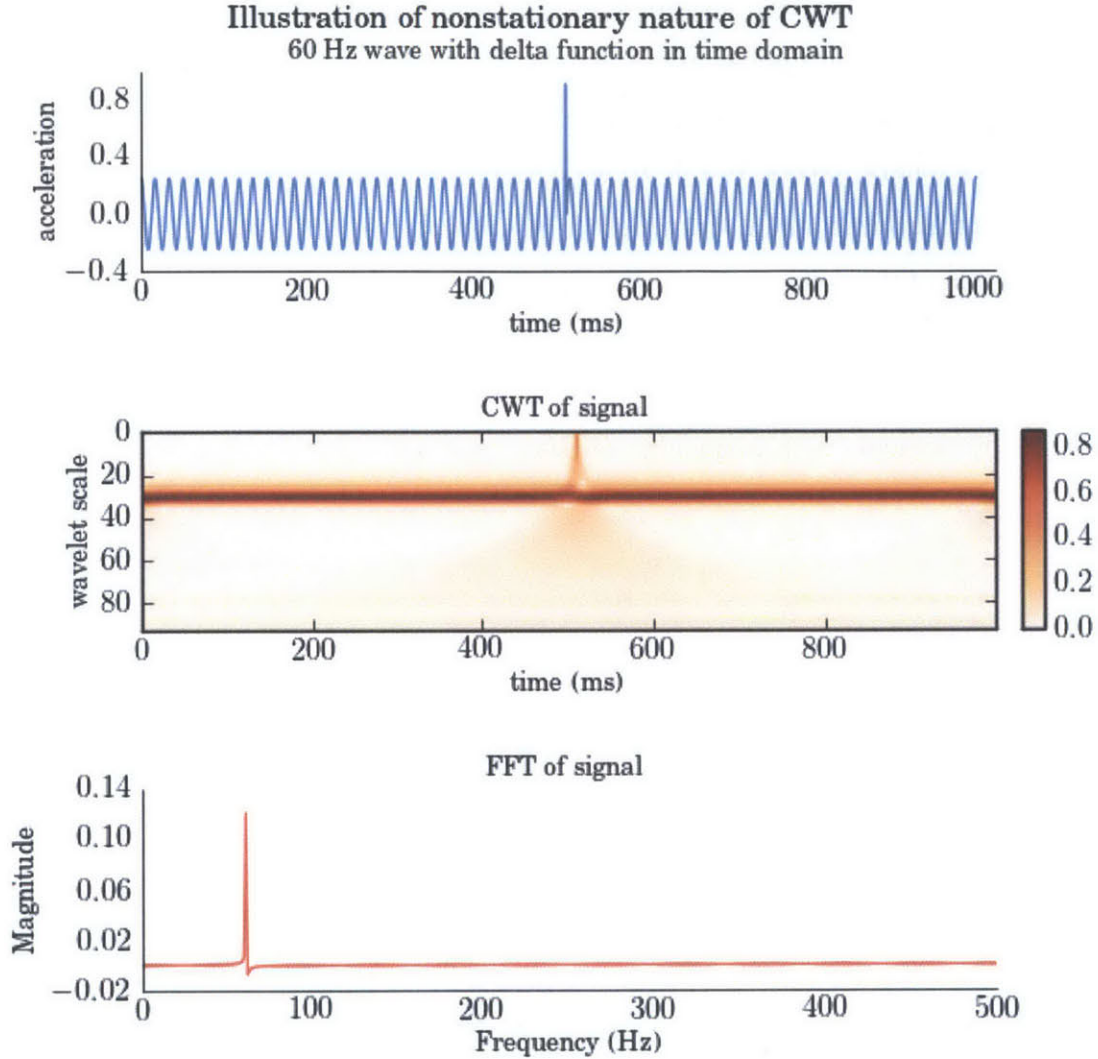 Illustration of nonstationary nature of CWT
60 Hz wave with delta function in time domain
acceleration
0.8
0.4
0.0
−0.4
0 200 400 600 800 1000
time (ms)
CWT of signal
wavelet scale
0
20
40
60
80
0.8
0.6
0.4
0.2
0.0
0 200 400 600 800
time (ms)
FFT of signal
Magnitude
0.14
0.10
0.06
0.02
−0.02
0 100 200 300 400 500
Frequency (Hz)